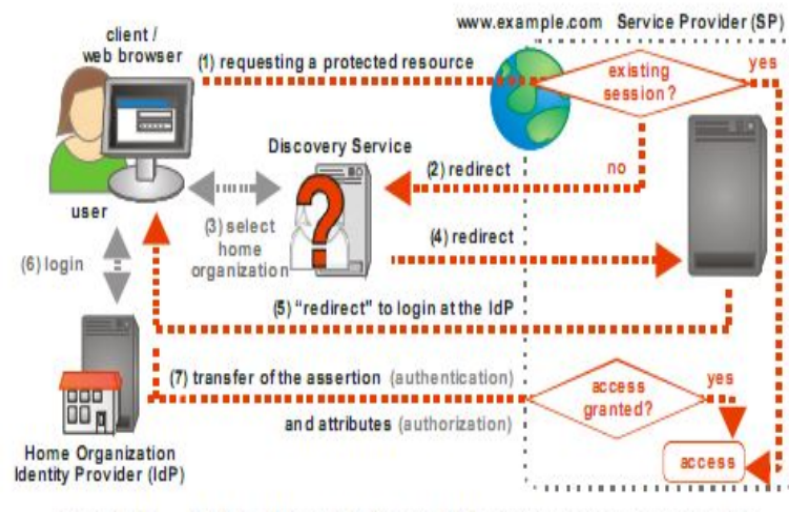 www.example.com Service Provider (SP)
client /
web browser
(1) requesting a protected resource
existing
session?
yes
Discovery Service
(2) redirect
no
user
(3) select
home
organization
(4) redirect
(6) login
(5) "redirect" to login at the IdP
(7) transfer of the assertion (authentication)
access
granted?
yes
and attributes (authorization)
Home Organization
Identity Provider (IdP)
access